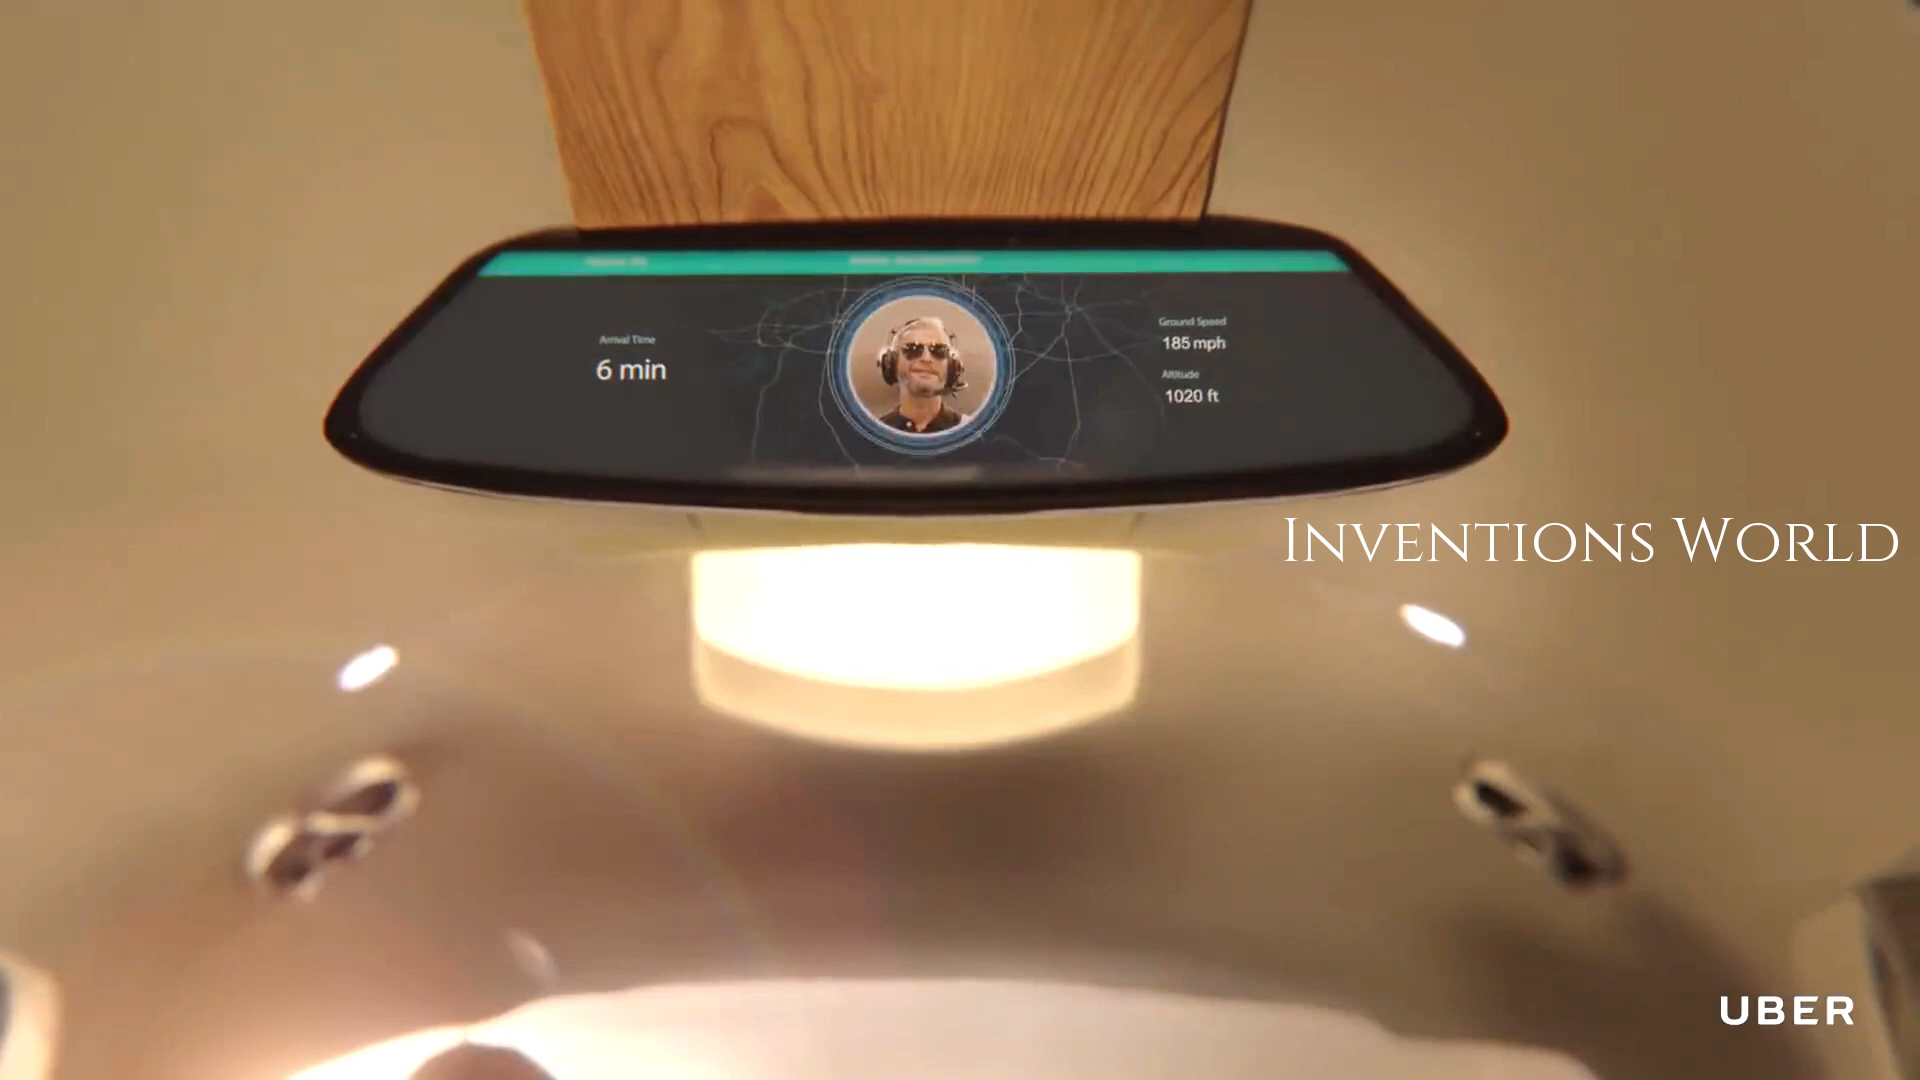 Arrival Time
6 min
Ground Speed
185 mph
Altitude
1020 ft
INVENTIONS WORLD
UBER